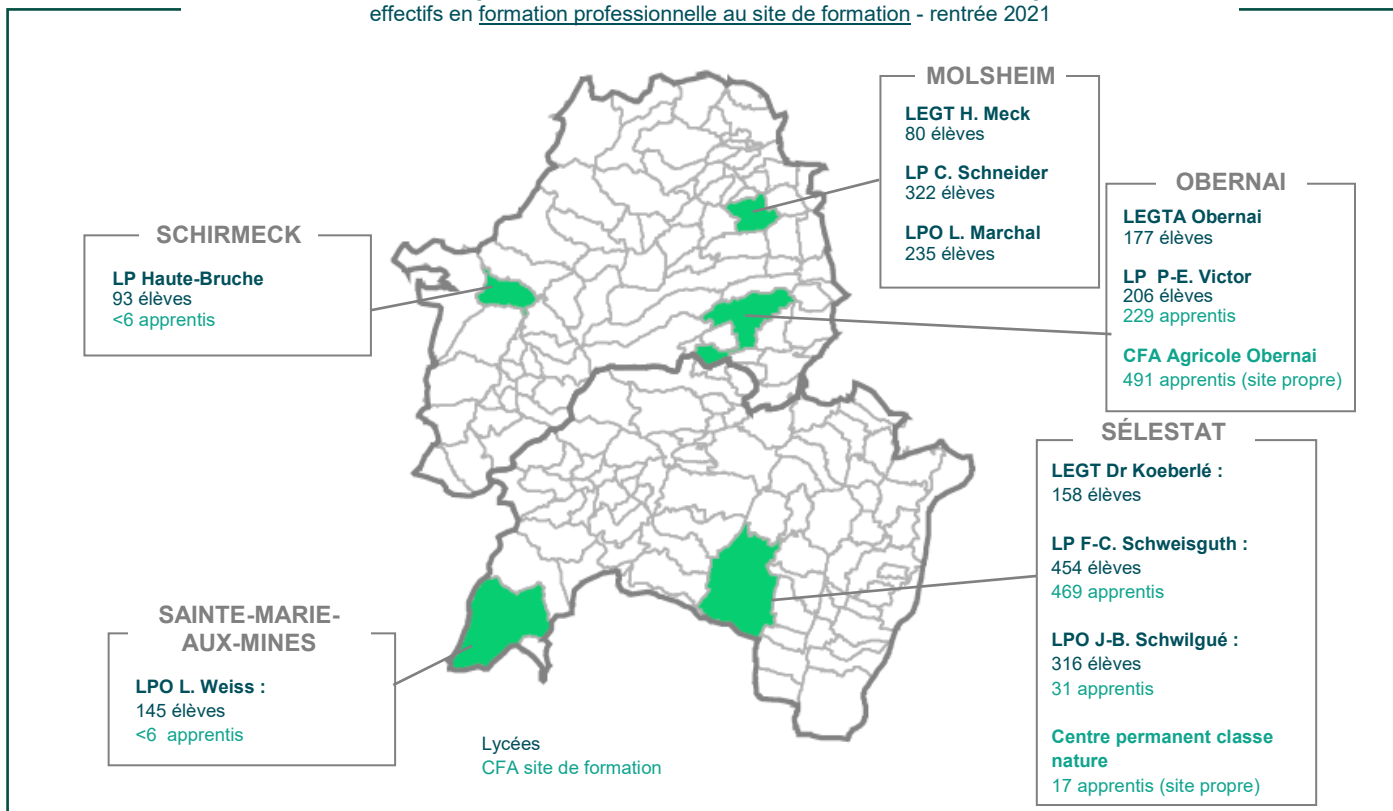 effectifs en formation professionnelle au site de formation - rentrée 2021
MOLSHEIM
LEGT H. Meck
80 élèves
LP C. Schneider
322 élèves
LPO L. Marchal
235 élèves
OBERNAI
LEGTA Obernai
177 élèves
LP P-E. Victor
206 élèves
229 apprentis
CFA Agricole Obernai
491 apprentis (site propre)
SCHIRMECK
LP Haute-Bruche
93 élèves
<6 apprentis
SÉLESTAT
LEGT Dr Koeberlé :
158 élèves
LP F-C. Schweisguth :
454 élèves
469 apprentis
LPO J-B. Schwilgué :
316 élèves
31 apprentis
Centre permanent classe
nature
17 apprentis (site propre)
SAINTE-MARIE-
AUX-MINES
LPO L. Weiss :
145 élèves
<6 apprentis
Lycées
CFA site de formation